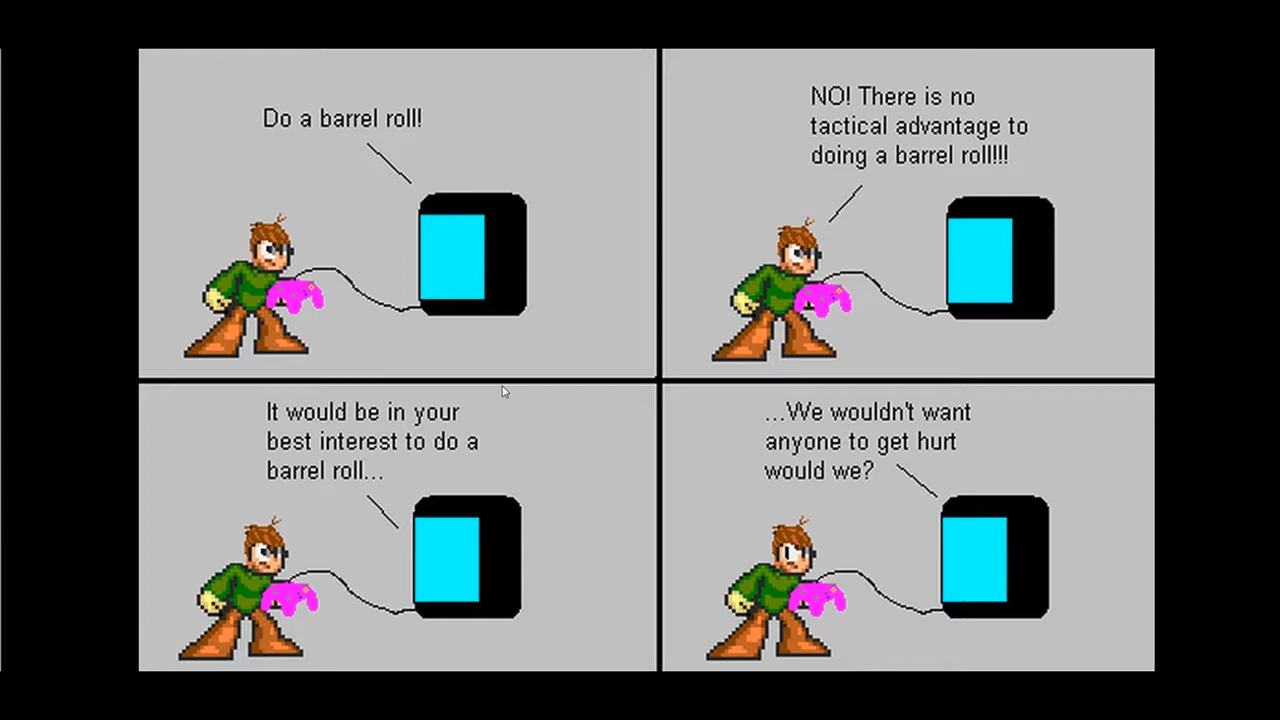 Do a barrel roll!
NO! There is no
tactical advantage to
doing a barrel roll!!!
It would be in your
best interest to do a
barrel roll...
...We wouldn't want
anyone to get hurt
would we?